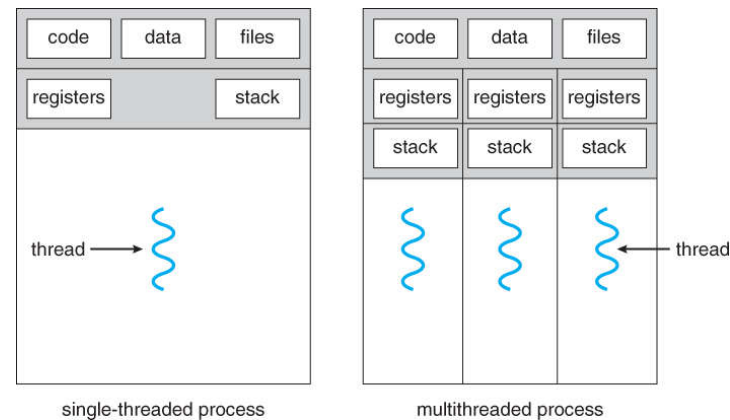 code data files
registers stack
thread
single-threaded process
code data files
registers registers registers
stack stack stack
thread
multithreaded process